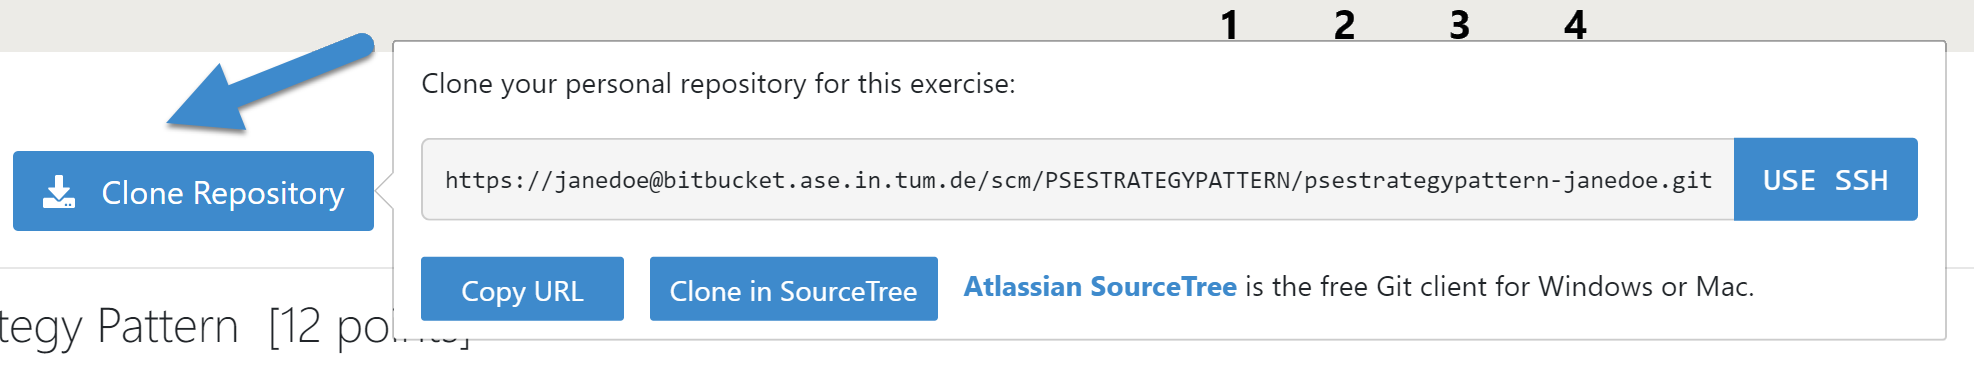 1 2 3 4
Clone your personal repository for this exercise:
Clone Repository
https://janedoe@bitbucket.ase.in.tum.de/scm/PSESTRATEGYPATTERN/psestrategypattern-janedoe.git
USE SSH
Copy URL
Clone in SourceTree
Atlassian SourceTree is the free Git client for Windows or Mac.
tegy Pattern [12 points]